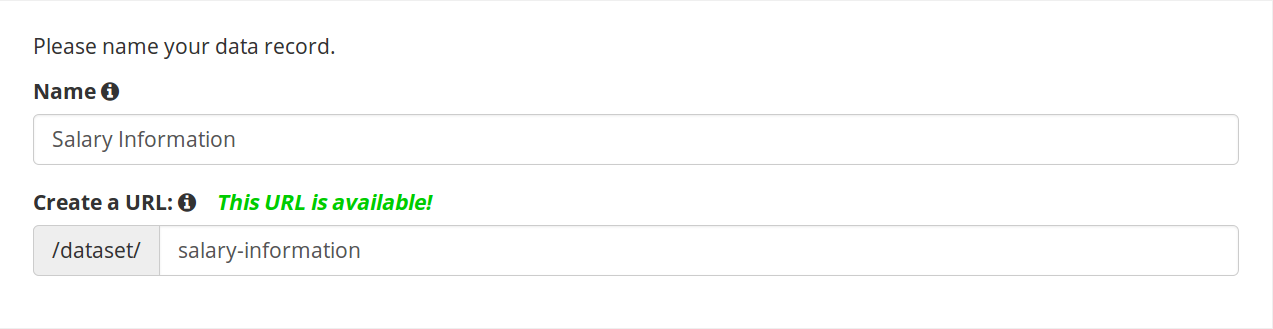 Please name your data record.
Name
Salary Information
Create a URL: This URL is available!
/dataset/ salary-information